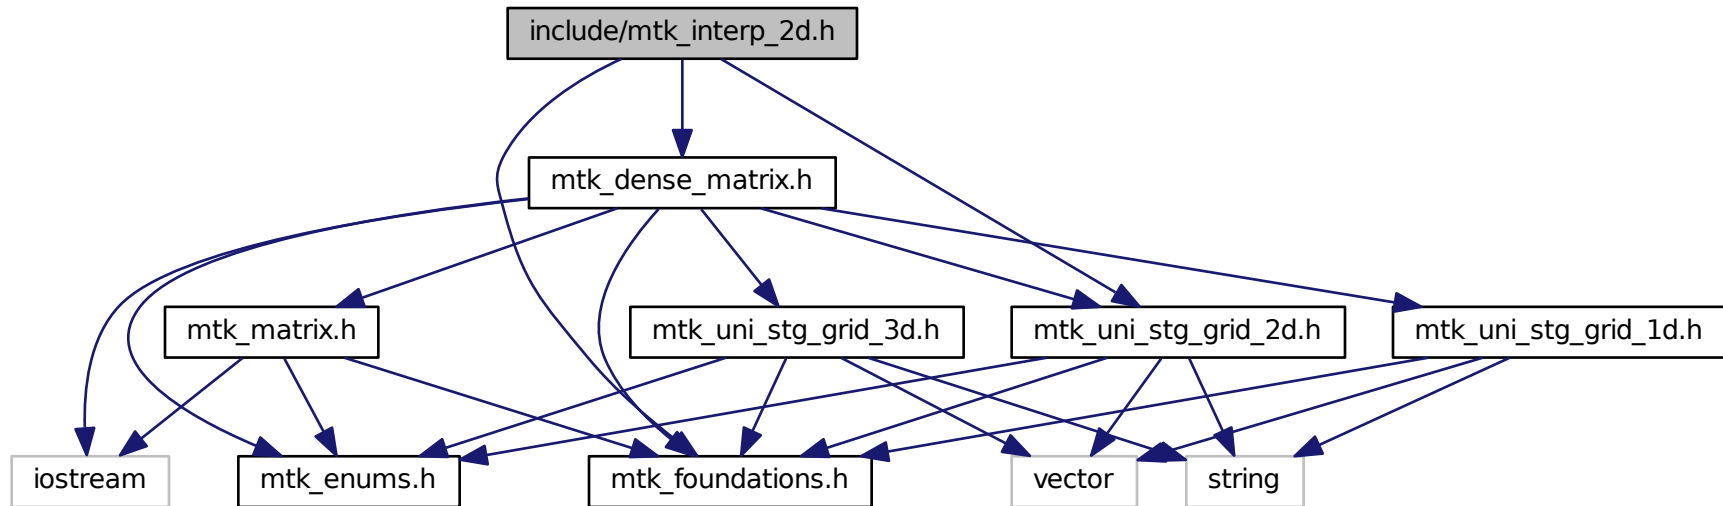 include/mtk_interp_2d.h
mtk_dense_matrix.h
mtk_matrix.h
mtk_uni_stg_grid_3d.h
mtk_uni_stg_grid_2d.h
mtk_uni_stg_grid_1d.h
iostream
mtk_enums.h
mtk_foundations.h
vector
string